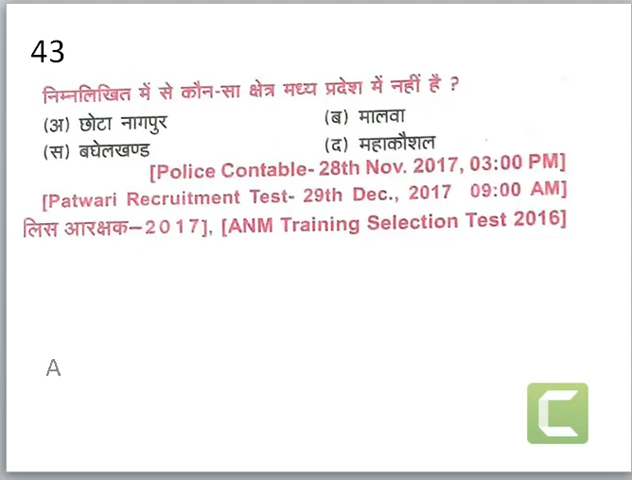 43
निम्नलिखित में से कौन-सा क्षेत्र मध्य प्रदेश में नहीं है ?
(अ) छोटा नागपुर (ब) मालवा
(स) बघेलखण्ड (द) महाकौशल
[Police Contable- 28th Nov. 2017, 03:00 PM]
[Patwari Recruitment Test- 29th Dec., 2017 09:00 AM]
लिस आरक्षक–2017], [ANM Training Selection Test 2016]
A